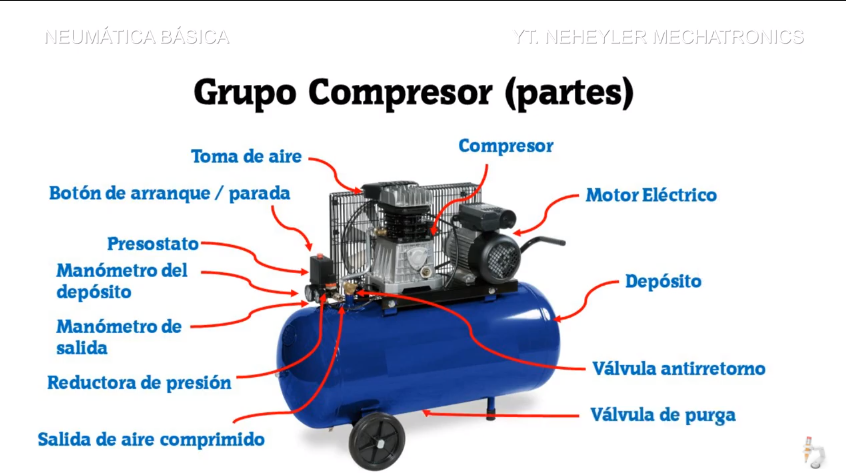 NEUMÁTICA BÁSICA
YT. NEHEYLER MECHATRONICS
Grupo Compresor (partes)
Compresor
Toma de aire
Botón de arranque / parada
Motor Eléctrico
Presostato
Manómetro del
depósito
Depósito
Manómetro de
salida
Válvula antirretorno
Reductora de presión
Válvula de purga
Salida de aire comprimido